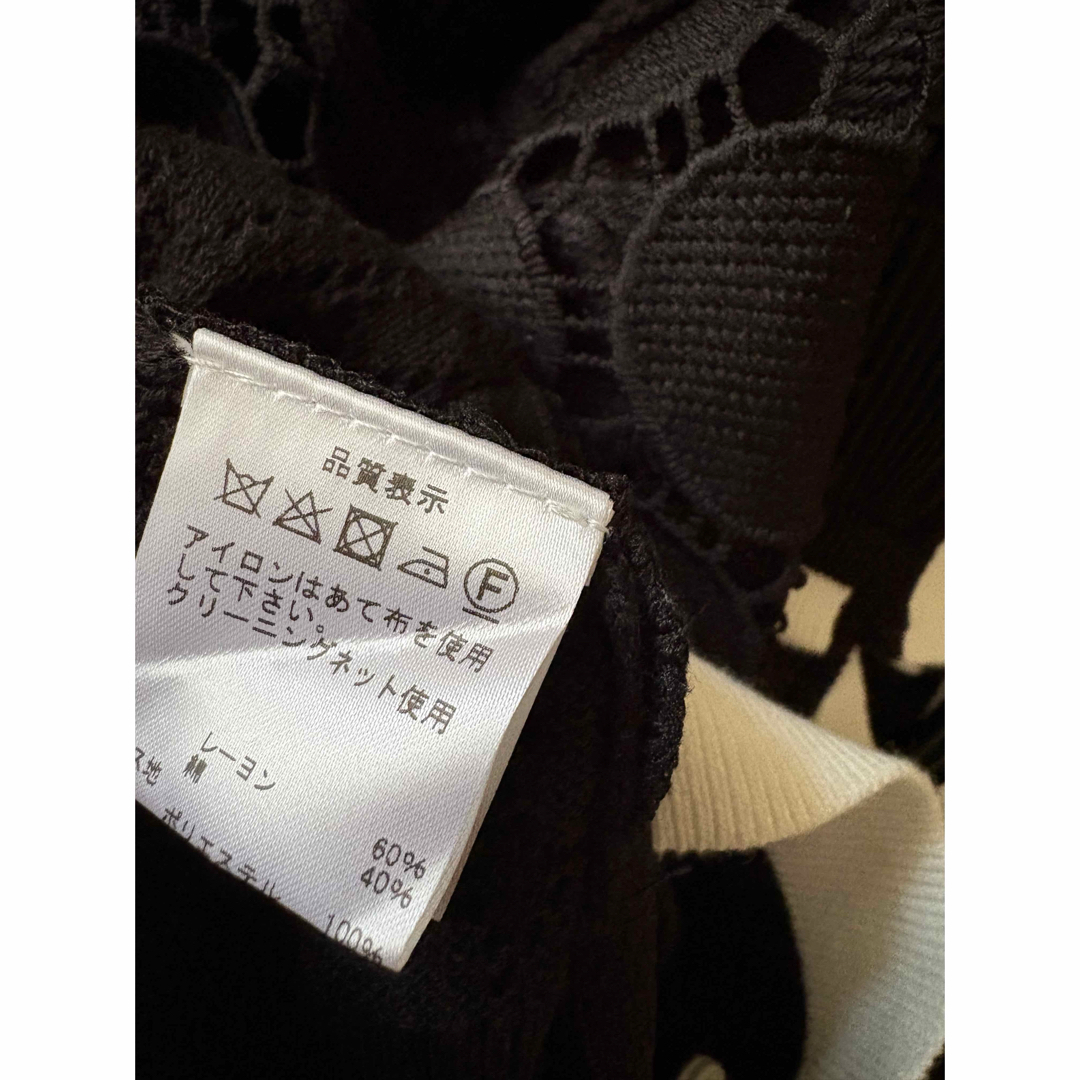 品質表示
F
アイロンはあて布を使用
して下さい。
クリーニングネット使用
レーヨン 60%
ス地 綿 40%
ポリエステル 100%